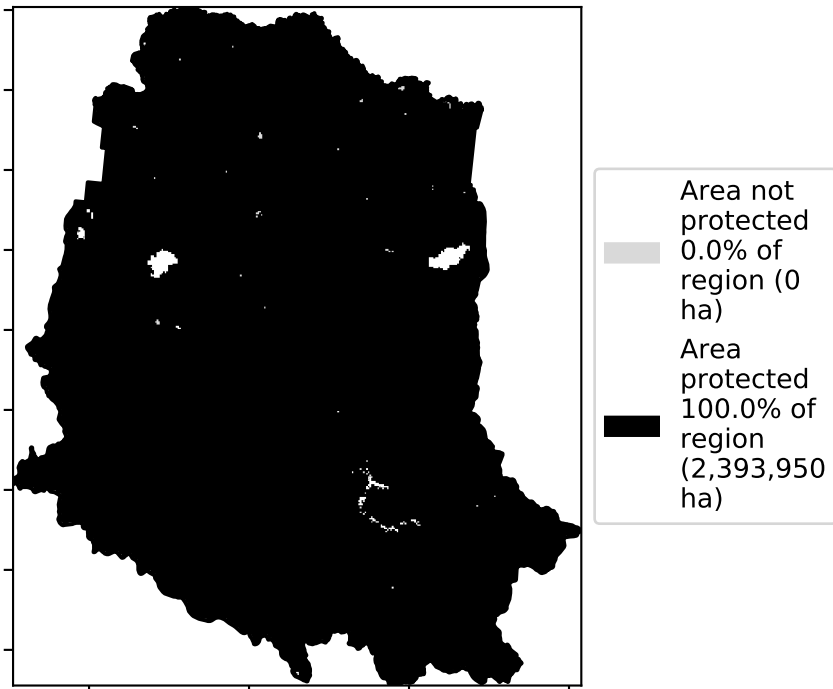 Area not
protected
0.0% of
region (0
ha)
Area
protected
100.0% of
region
(2,393,950
ha)